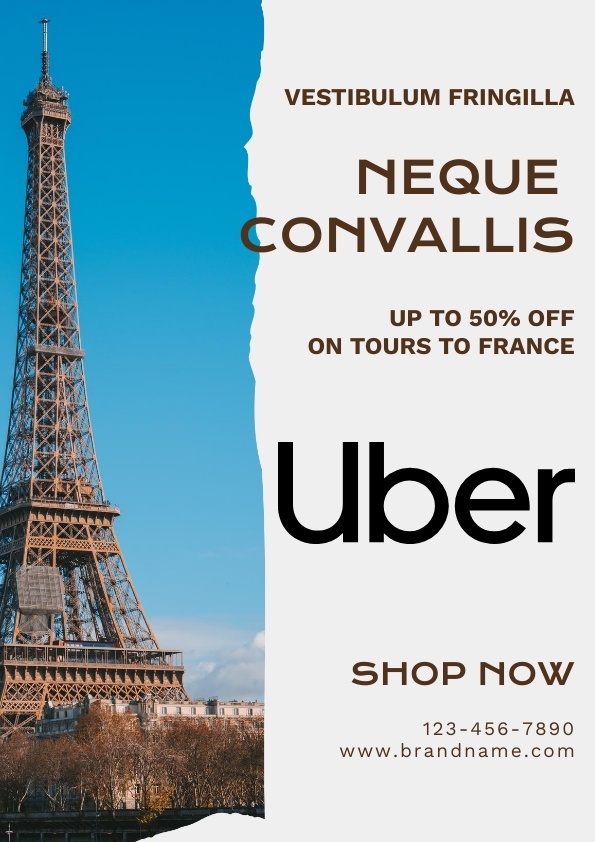 VESTIBULUM FRINGILLA
NEQUE
CONVALLIS
UP TO 50% OFF
ON TOURS TO FRANCE
Uber
SHOP NOW
123-456-7890
www.brandname.com